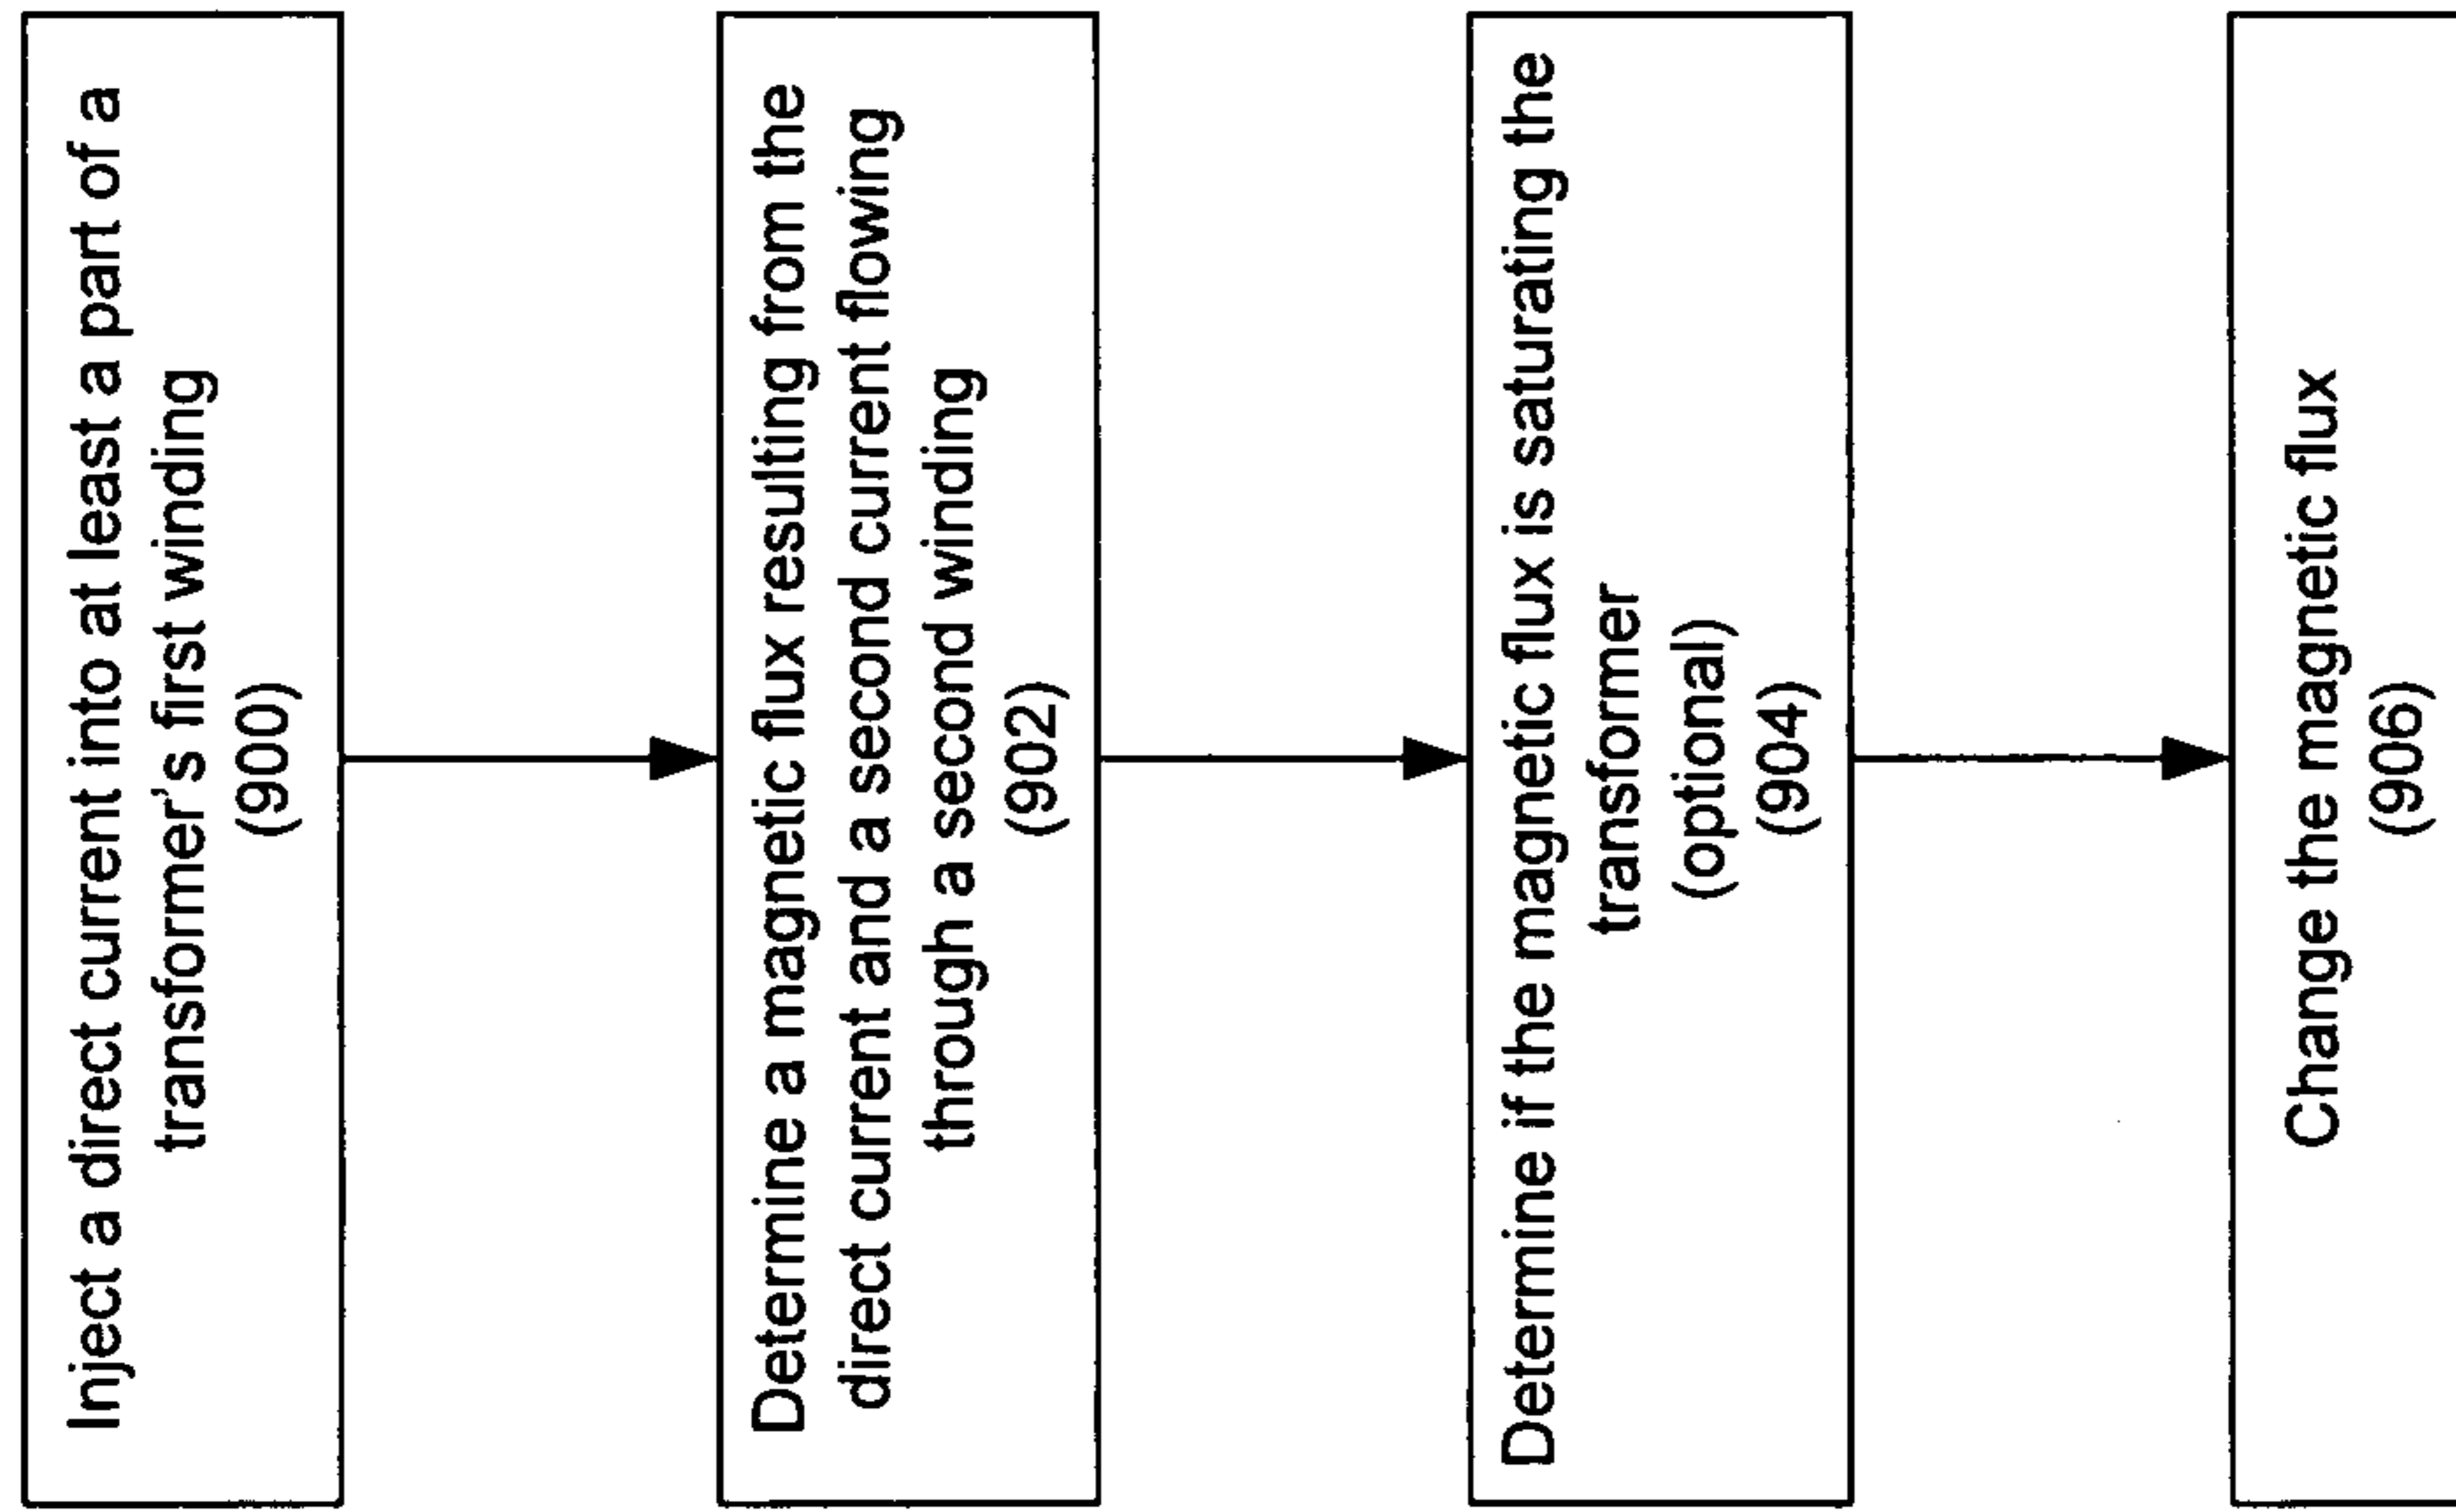 Inject a direct current into at least a part of a
transformer's first winding
(900)
Determine a magnetic flux resulting from the
direct current and a second current flowing
through a second winding
(902)
Determine if the magnetic flux is saturating the
transformer
(optional)
(904)
Change the magnetic flux
(906)